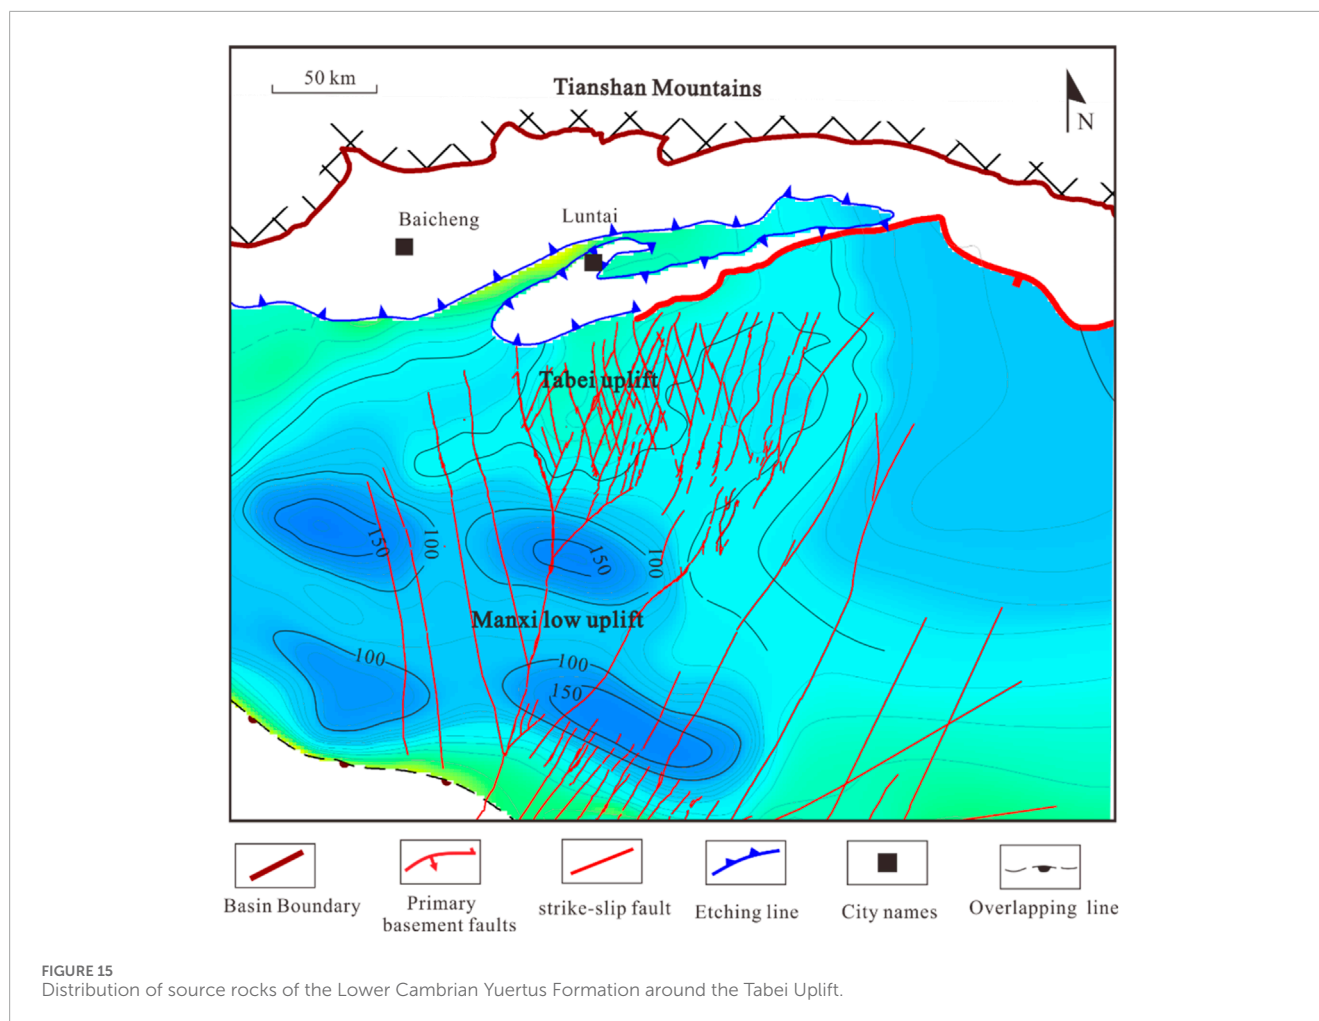 50 km
Tianshan Mountains
N
Baicheng
Luntai
Tabei uplift
150
100
150
100
Manxi low uplift
100
100
150
Basin Boundary
Primary
basement faults
strike-slip fault
Etching line
City names
Overlapping line
FIGURE 15
Distribution of source rocks of the Lower Cambrian Yuertus Formation around the Tabei Uplift.